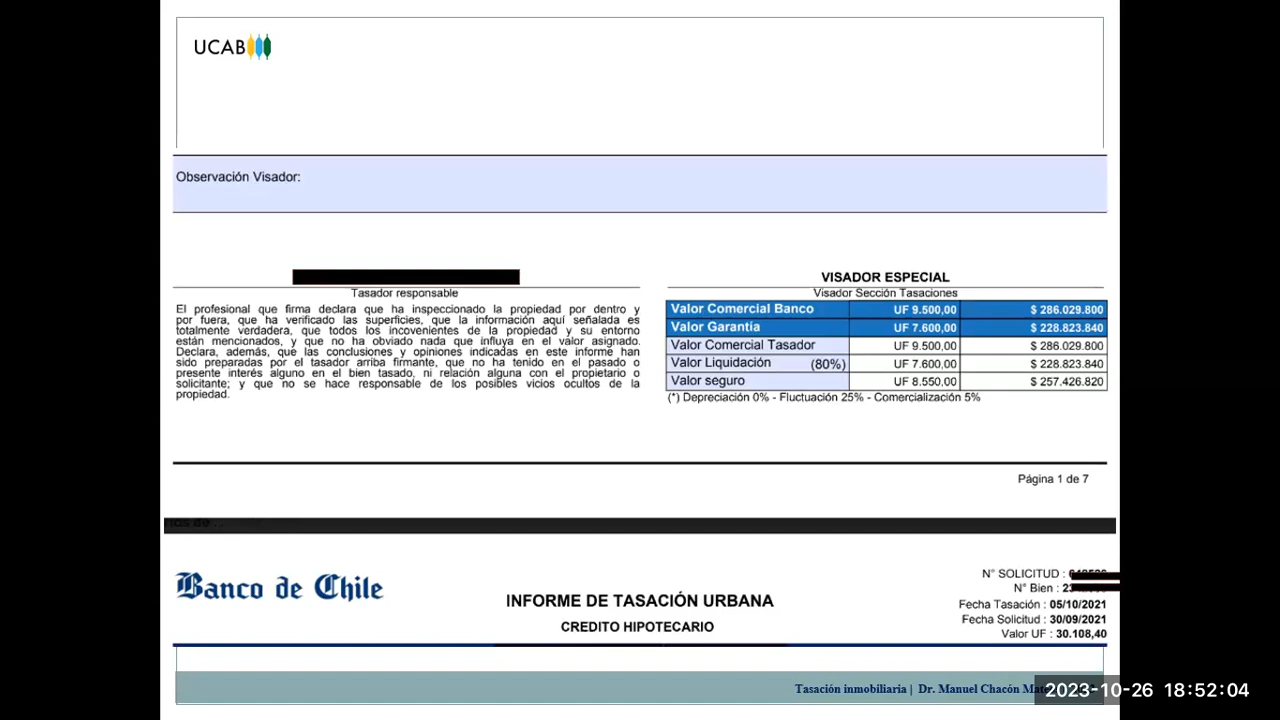 UCAB
Observación Visador:
Tasador responsable
El profesional que firma declara que ha inspeccionado la propiedad por dentro y
por fuera, que ha verificado las superficies, que la información aquí señalada es
totalmente verdadera, que todos los incovenientes de la propiedad y su entorno
están mencionados, y que no ha obviado nada que influya en el valor asignado.
Declara, además, que las conclusiones y opiniones indicadas en este informe han
sido preparadas por el tasador arriba firmante, que no ha tenido en el pasado o
presente interés alguno en el bien tasado, ni relación alguna con el propietario o
solicitante; y que no se hace responsable de los posibles vicios ocultos de la
propiedad.
VISADOR ESPECIAL
Visador Sección Tasaciones
Valor Comercial Banco UF 9.500,00 $ 286.029.800
Valor Garantía UF 7.600,00 $ 228.823.840
Valor Comercial Tasador UF 9.500,00 $ 286.029.800
Valor Liquidación (80%) UF 7.600,00 $ 228.823.840
Valor seguro UF 8.550,00 $ 257.426.820
(*) Depreciación 0% - Fluctuación 25% - Comercialización 5%
Página 1 de 7
Banco de Chile
INFORME DE TASACIÓN URBANA
CREDITO HIPOTECARIO
N° SOLICITUD :
N° Bien :
Fecha Tasación : 05/10/2021
Fecha Solicitud : 30/09/2021
Valor UF : 30.108,40
Tasación inmobiliaria | Dr. Manuel Chacón
2023-10-26 18:52:04